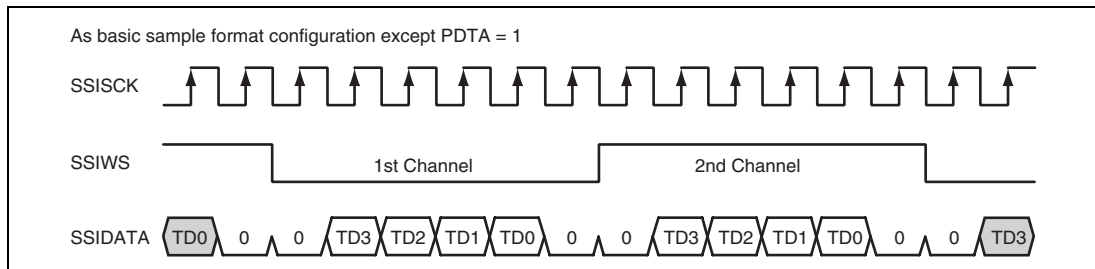 As basic sample format configuration except PDTA = 1
SSISCK
SSIWS 1st Channel 2nd Channel
SSIDATA TD0 0 0 TD3 TD2 TD1 TD0 0 0 TD3 TD2 TD1 TD0 0 0 TD3